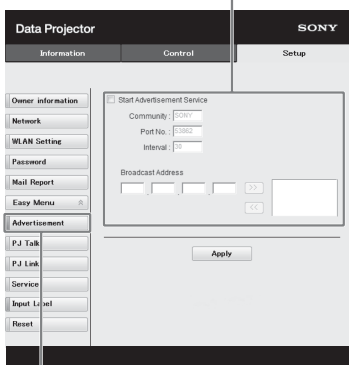 Data Projector
SONY
Information Control Setup
Owner information
Network
WLAN Setting
Password
Mail Report
Easy Menu
Advertisement
PJ Talk
PJ Link
Service
Input Label
Reset
Start Advertisement Service
Community: SONY
Port No.: 53862
Interval: 30
Broadcast Address
. . .
>>
<<
Apply